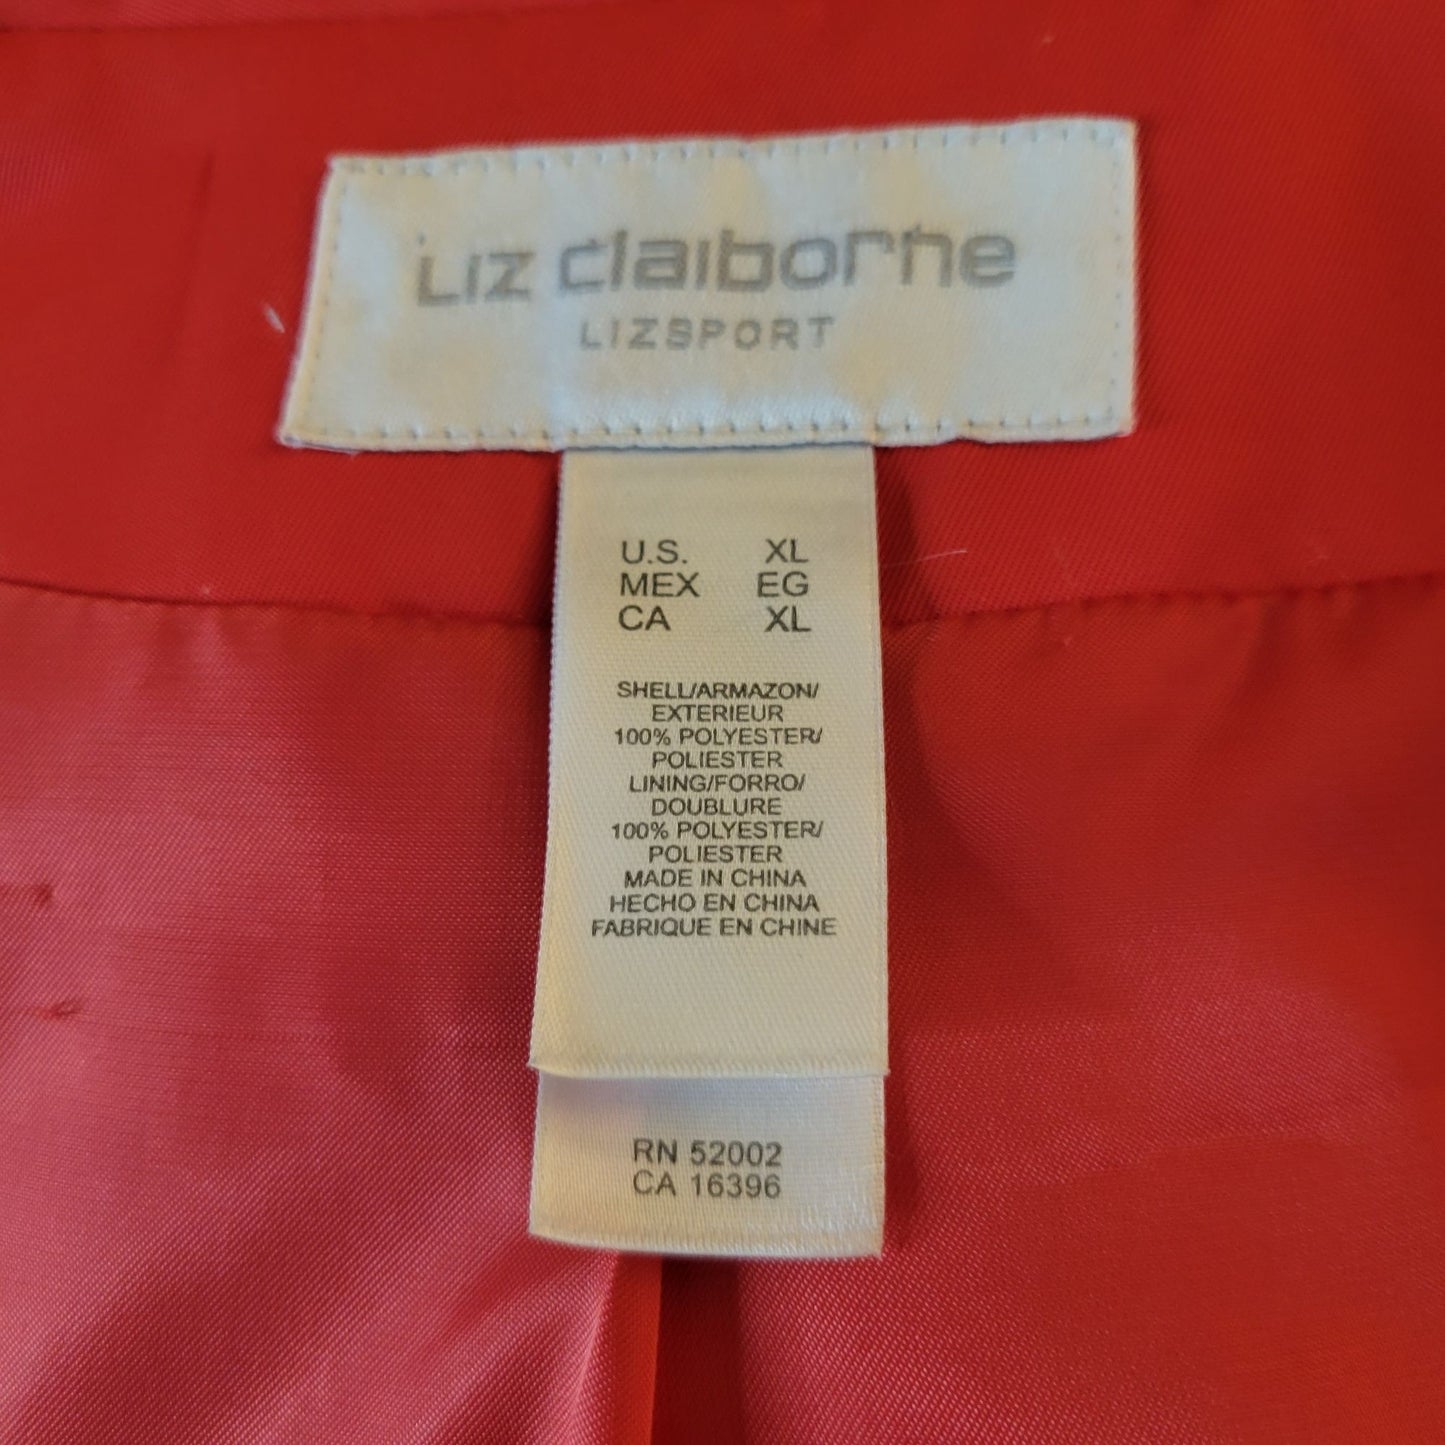 Liz claiborne
LIZSPORT
U.S. XL
MEX EG
CA XL
SHELL/ARMAZON/
EXTERIEUR
100% POLYESTER/
POLIESTER
LINING/FORRO/
DOUBLURE
100% POLYESTER/
POLIESTER
MADE IN CHINA
HECHO EN CHINA
FABRIQUE EN CHINE
RN 52002
CA 16396